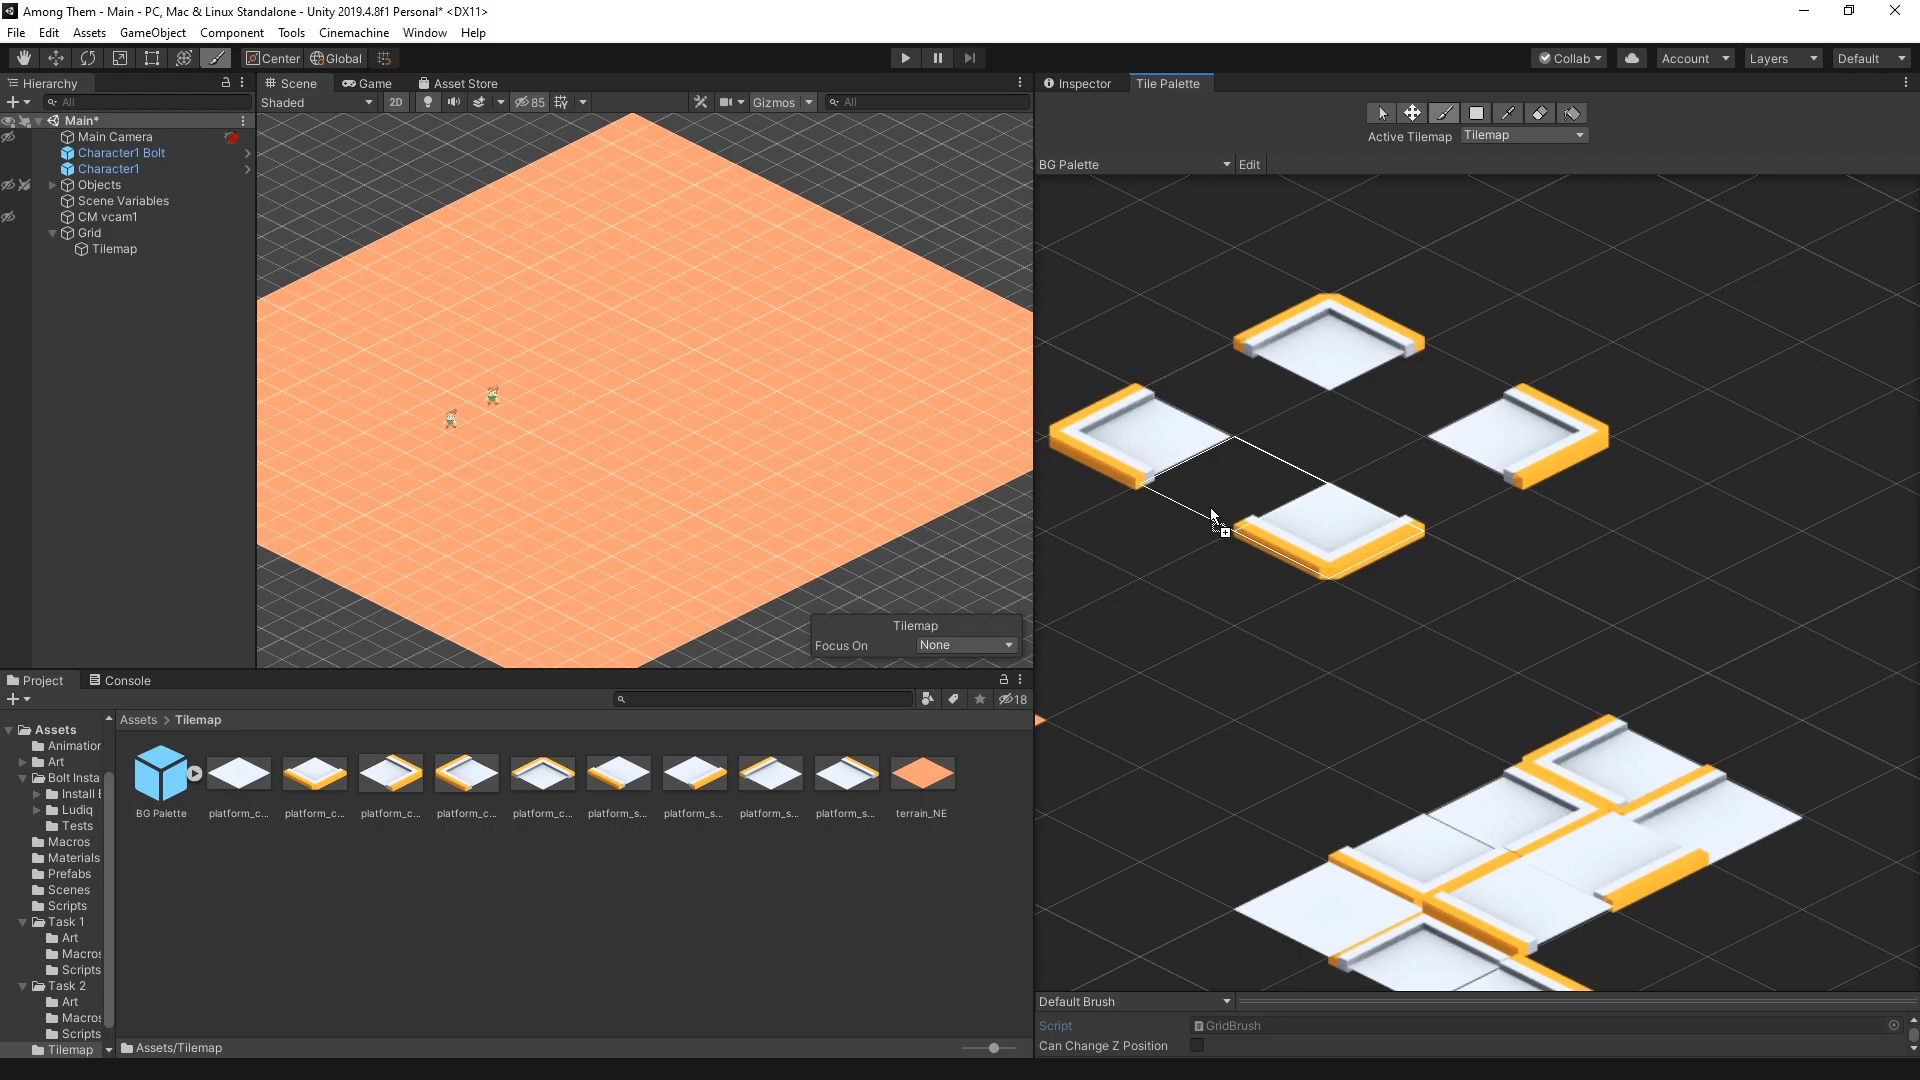 Among Them - Main - PC, Mac & Linux Standalone - Unity 2019.4.8f1 Personal* <DX11>
File Edit Assets GameObject Component Tools Cinemachine Window Help
Center Global Collab Account Layers Default
Hierarchy Scene Game Asset Store Inspector Tile Palette
All Shaded 2D 85 Gizmos All
Main*
Main Camera
Character1 Bolt
Character1
Objects
Scene Variables
CM vcam1
Grid
Tilemap
Active Tilemap Tilemap
BG Palette Edit
Tilemap
Focus On None
Project Console
18
Assets > Tilemap
Assets
Animation
Art
Bolt Insta
Install E
Ludiq
Tests
Macros
Materials
Prefabs
Scenes
Scripts
Task 1
Art
Macros
Scripts
Task 2
Art
Macros
Scripts
Tilemap
BG Palette platform_c... platform_c... platform_c... platform_c... platform_c... platform_s... platform_s... platform_s... platform_s... terrain_NE
Assets/Tilemap
Default Brush
Script GridBrush
Can Change Z Position